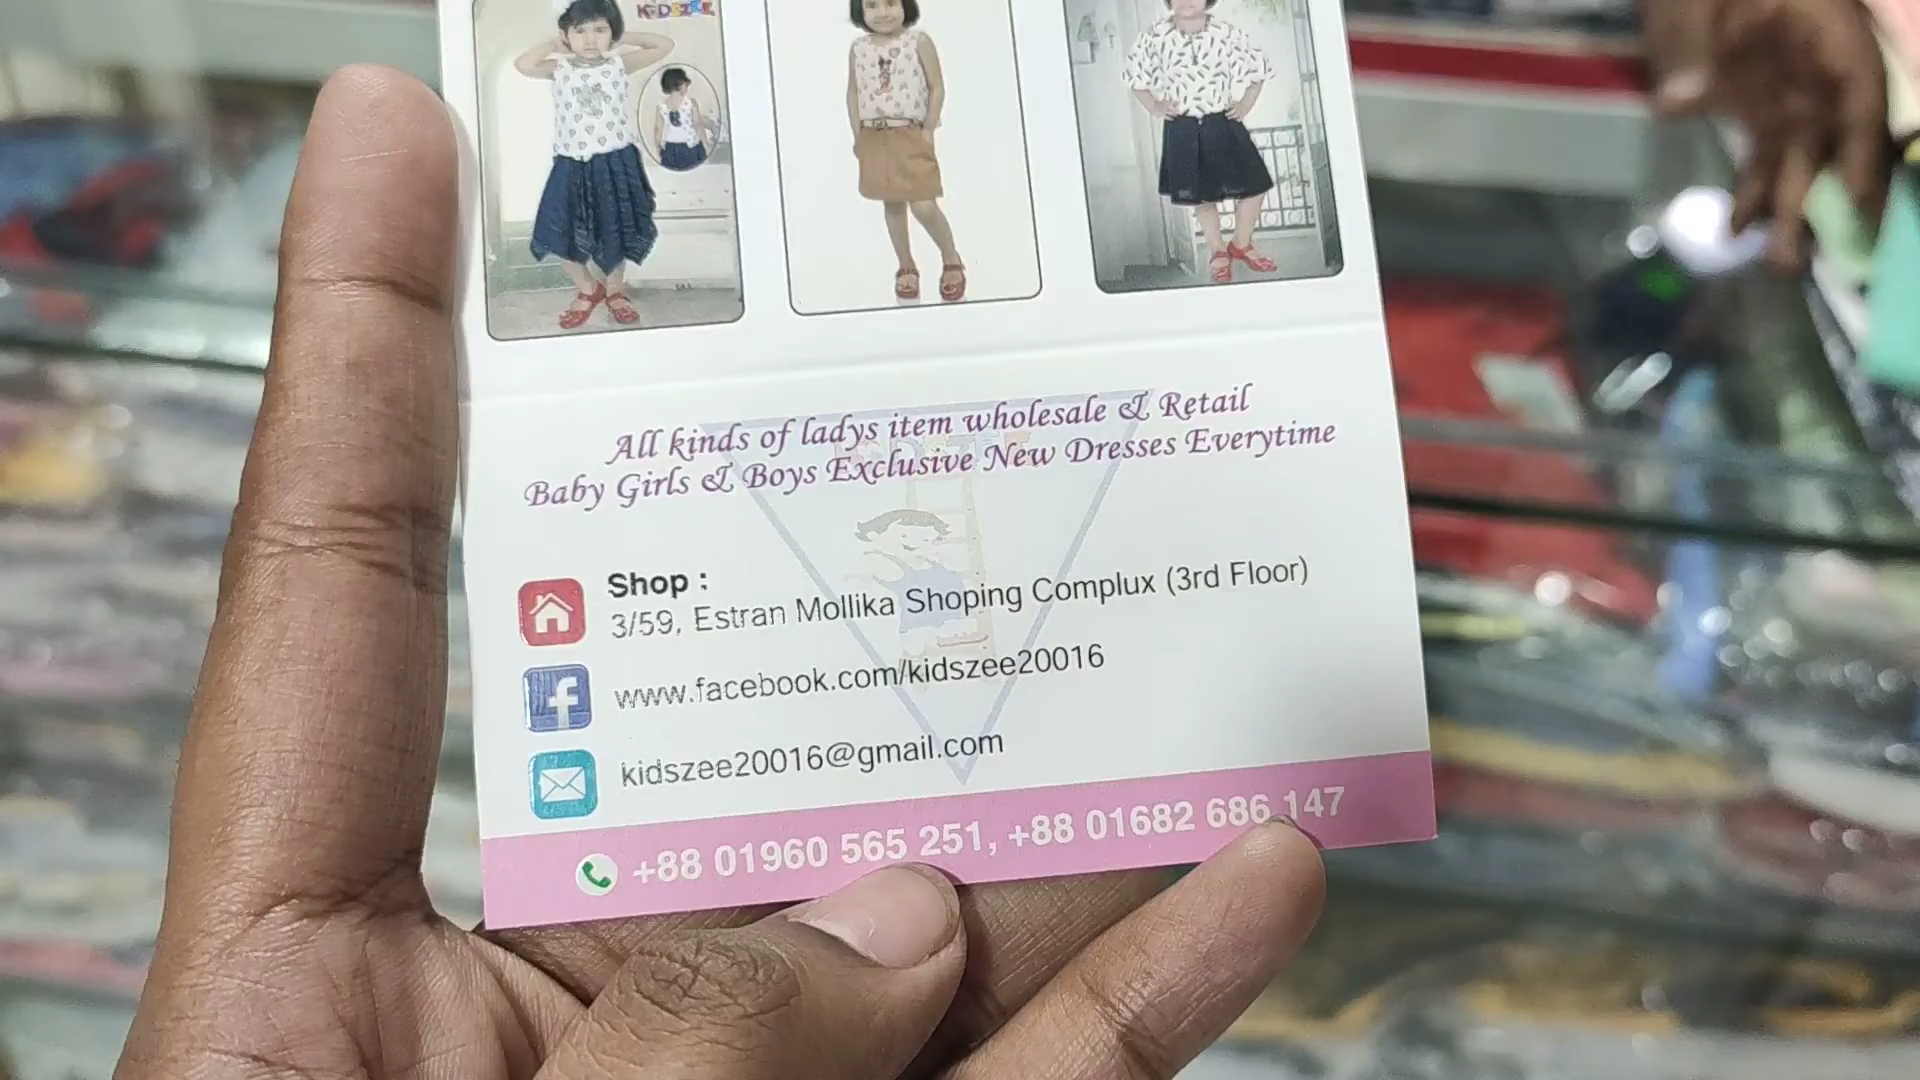 KiDSZEE
All kinds of ladys item wholesale & Retail
Baby Girls & Boys Exclusive New Dresses Everytime
Shop :
3/59, Estran Mollika Shoping Complux (3rd Floor)
www.facebook.com/kidszee20016
kidszee20016@gmail.com
+88 01960 565 251, +88 01682 686 147